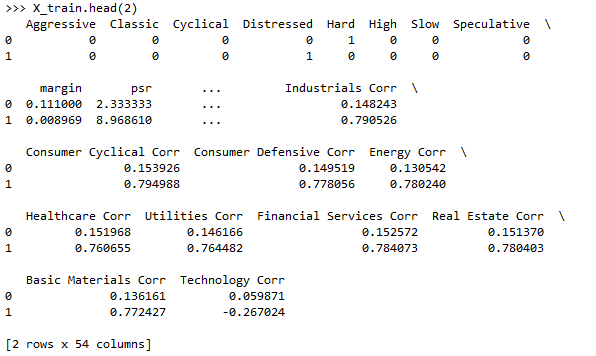 >>> X_train.head(2)
   Aggressive  Classic  Cyclical  Distressed  Hard  High  Slow  Speculative  \
0           0        0         0           0     1     0     0            0
1           0        0         0           1     0     0     0            0

     margin       psr       ...         Industrials Corr  \
0  0.111000  2.333333       ...                 0.148243
1  0.008969  8.968610       ...                 0.790526

   Consumer Cyclical Corr  Consumer Defensive Corr  Energy Corr  \
0                0.153926                 0.149519     0.130542
1                0.794988                 0.778056     0.780240

   Healthcare Corr  Utilities Corr  Financial Services Corr  Real Estate Corr  \
0         0.151968        0.146166                 0.152572          0.151370
1         0.760655        0.764482                 0.784073          0.780403

   Basic Materials Corr  Technology Corr
0              0.136161         0.059871
1              0.772427        -0.267024

[2 rows x 54 columns]